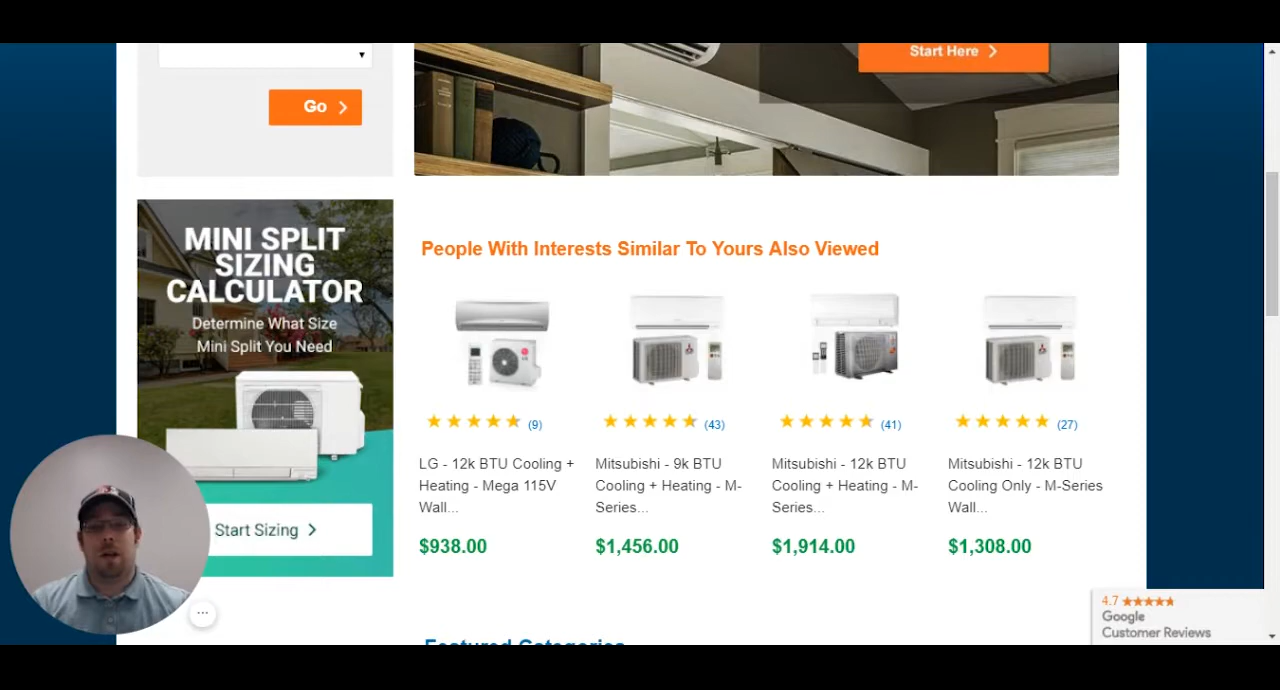 Start Here
Go
MINI SPLIT
SIZING
CALCULATOR
Determine What Size
Mini Split You Need
Start Sizing
People With Interests Similar To Yours Also Viewed
(9)
LG - 12k BTU Cooling +
Heating - Mega 115V
Wall...
$938.00
(43)
Mitsubishi - 9k BTU
Cooling + Heating - M-
Series...
$1,456.00
(41)
Mitsubishi - 12k BTU
Cooling + Heating - M-
Series...
$1,914.00
(27)
Mitsubishi - 12k BTU
Cooling Only - M-Series
Wall...
$1,308.00
4.7
Google
Customer Reviews
Featured Categories